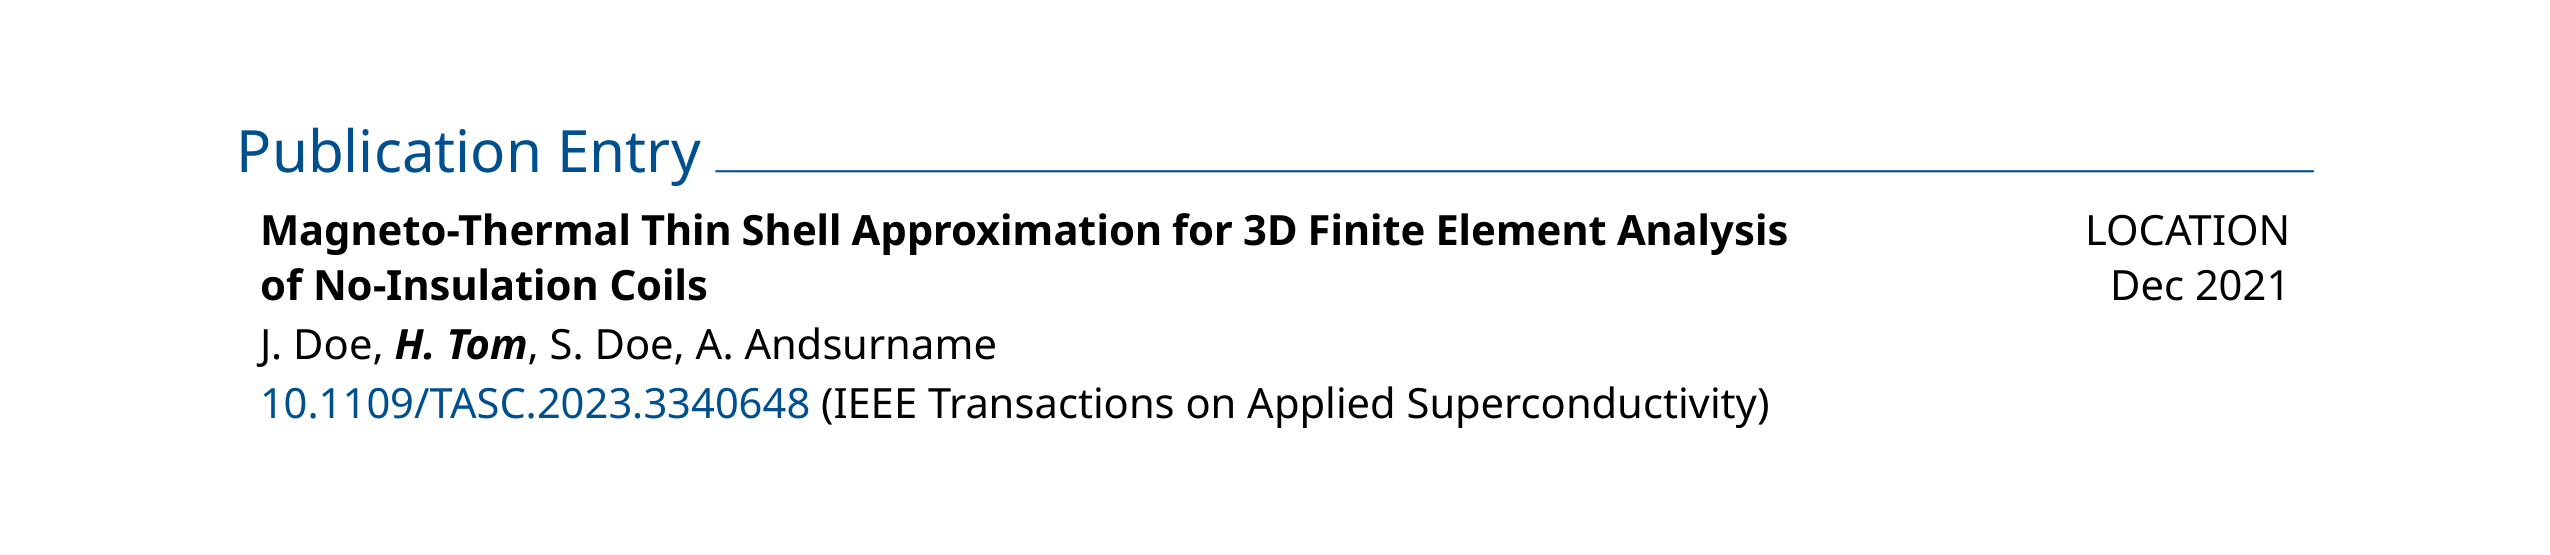 Publication Entry
Magneto-Thermal Thin Shell Approximation for 3D Finite Element Analysis LOCATION
of No-Insulation Coils Dec 2021
J. Doe, H. Tom, S. Doe, A. Andsurname
10.1109/TASC.2023.3340648 (IEEE Transactions on Applied Superconductivity)